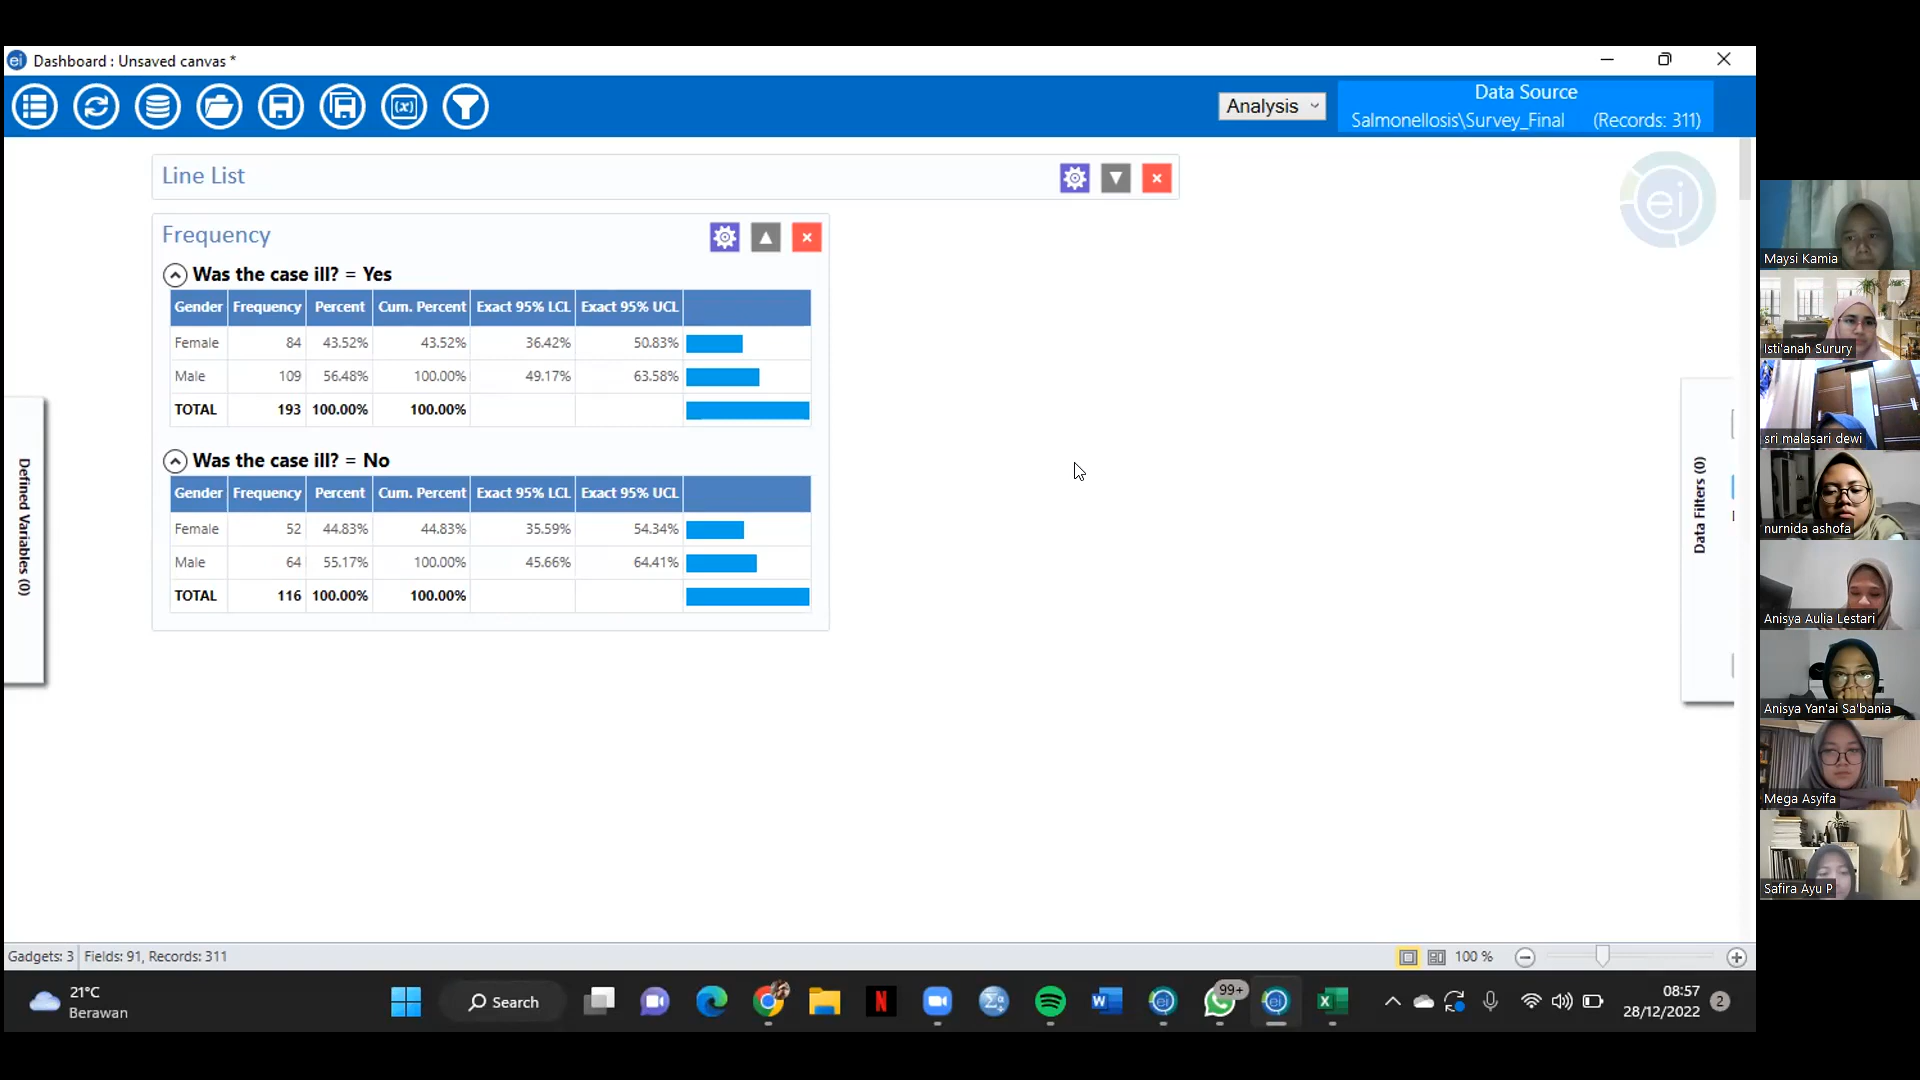 ei Dashboard : Unsaved canvas *
(x)
Analysis
Data Source
Salmonellosis\Survey_Final (Records: 311)
Line List
ei
Frequency
Was the case ill? = Yes
Gender Frequency Percent Cum. Percent Exact 95% LCL Exact 95% UCL
Female 84 43.52% 43.52% 36.42% 50.83%
Male 109 56.48% 100.00% 49.17% 63.58%
TOTAL 193 100.00% 100.00%
Was the case ill? = No
Gender Frequency Percent Cum. Percent Exact 95% LCL Exact 95% UCL
Female 52 44.83% 44.83% 35.59% 54.34%
Male 64 55.17% 100.00% 45.66% 64.41%
TOTAL 116 100.00% 100.00%
Defined Variables (0)
Data Filters (0)
Maysi Kamia
Isti'anah Surury
sri malasari dewi
nurnida ashofa
Anisya Aulia Lestari
Anisya Yan'ai Sa'bania
Mega Asyifa
Safira Ayu P
Gadgets: 3 Fields: 91, Records: 311
100 %
21°C
Berawan
Search
99+
08:57
28/12/2022
2